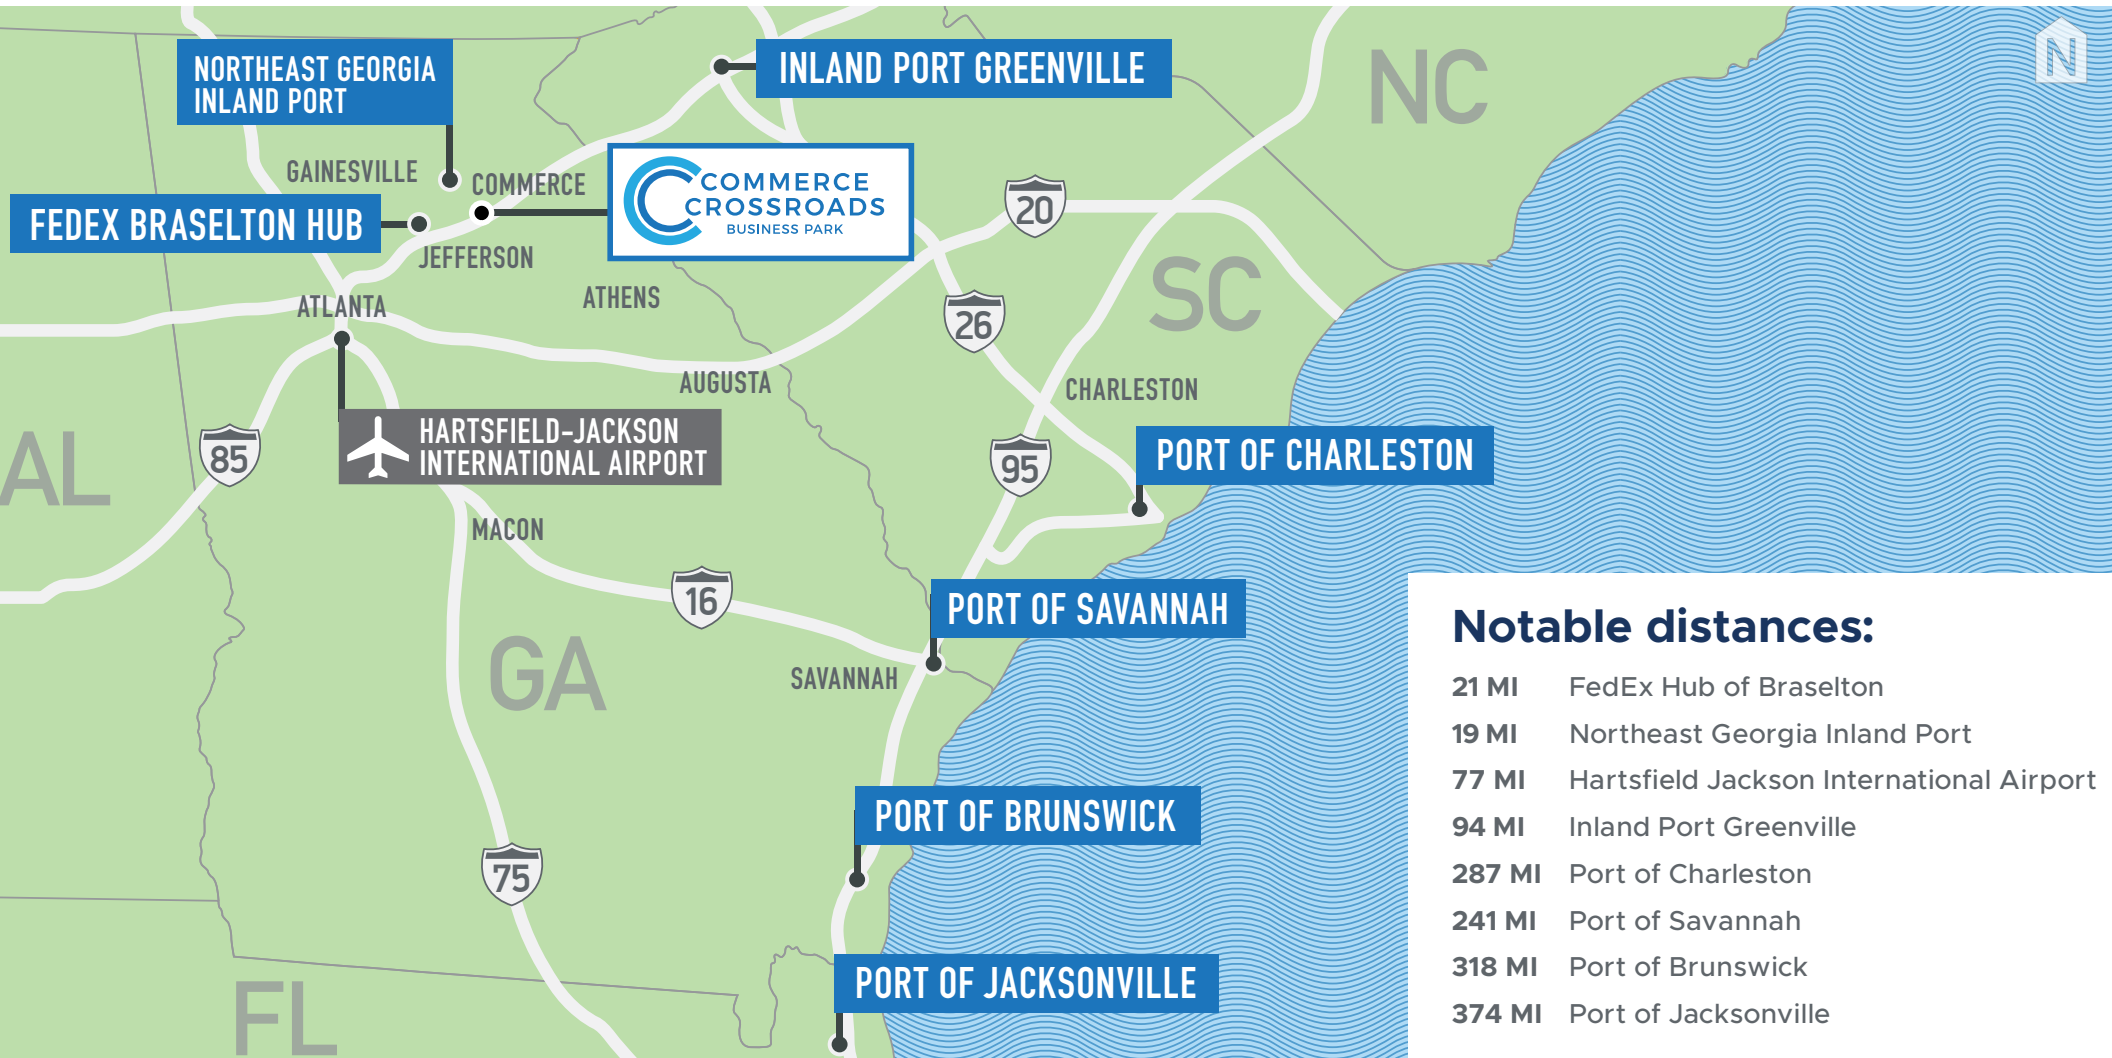 N
NORTHEAST GEORGIA
INLAND PORT
INLAND PORT GREENVILLE
NC
GAINESVILLE
COMMERCE
COMMERCE
CROSSROADS
BUSINESS PARK
FEDEX BRASELTON HUB
JEFFERSON
20
SC
ATHENS
ATLANTA
26
AUGUSTA
CHARLESTON
HARTSFIELD-JACKSON
INTERNATIONAL AIRPORT
AL
85
95
PORT OF CHARLESTON
MACON
16
PORT OF SAVANNAH
GA
SAVANNAH
PORT OF BRUNSWICK
75
PORT OF JACKSONVILLE
FL
Notable distances:
21 MI FedEx Hub of Braselton
19 MI Northeast Georgia Inland Port
77 MI Hartsfield Jackson International Airport
94 MI Inland Port Greenville
287 MI Port of Charleston
241 MI Port of Savannah
318 MI Port of Brunswick
374 MI Port of Jacksonville